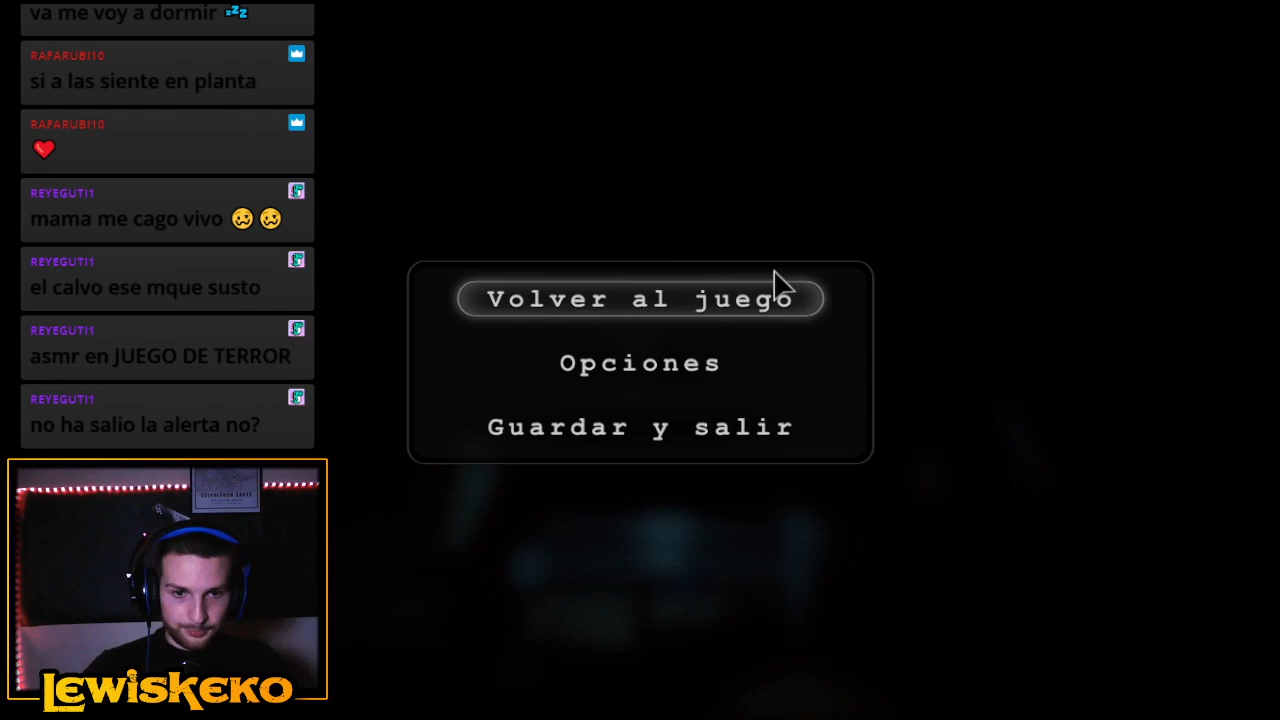 va me voy a dormir 💤
RAFARUBI10
si a las siente en planta
RAFARUBI10
❤️
REYEGUTI1
mama me cago vivo 🥴 🥴
REYEGUTI1
el calvo ese mque susto
REYEGUTI1
asmr en JUEGO DE TERROR
REYEGUTI1
no ha salio la alerta no?
Volver al juego
Opciones
Guardar y salir
LEWISKEKO